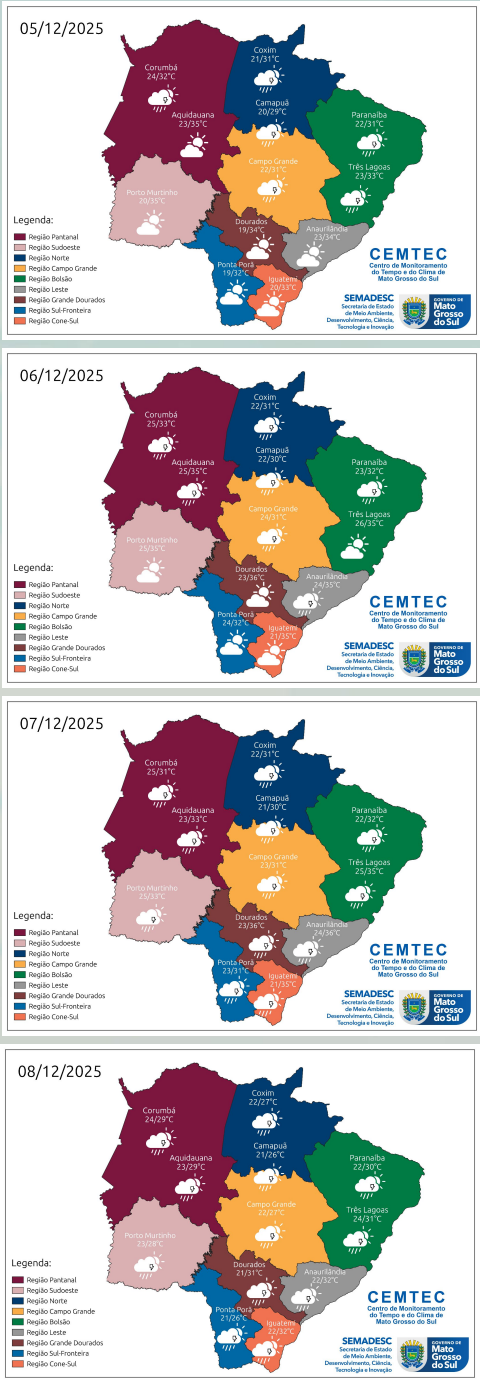 05/12/2025
Coxim
21/31°C
Corumbá
24/32°C
Camapuã
20/29°C
Aquidauana
23/35°C
Paranaíba
22/31°C
Campo Grande
22/31°C
Três Lagoas
23/33°C
Porto Murtinho
20/35°C
Dourados
19/34°C
Anaurilândia
23/34°C
Ponta Porã
19/32°C
Iguatemi
20/33°C
Legenda:
Região Pantanal
Região Sudoeste
Região Norte
Região Campo Grande
Região Bolsão
Região Leste
Região Grande Dourados
Região Sul-Fronteira
Região Cone-Sul
CEMTEC
Centro de Monitoramento
do Tempo e do Clima de
Mato Grosso do Sul
SEMADESC
Secretaria de Estado
de Meio Ambiente,
Desenvolvimento, Ciência,
Tecnologia e Inovação
GOVERNO DE
Mato
Grosso
do Sul
06/12/2025
Coxim
22/31°C
Corumbá
25/33°C
Camapuã
22/30°C
Aquidauana
25/35°C
Paranaíba
23/32°C
Campo Grande
24/31°C
Três Lagoas
26/35°C
Porto Murtinho
25/35°C
Dourados
23/36°C
Anaurilândia
24/35°C
Ponta Porã
24/32°C
Iguatemi
21/35°C
Legenda:
Região Pantanal
Região Sudoeste
Região Norte
Região Campo Grande
Região Bolsão
Região Leste
Região Grande Dourados
Região Sul-Fronteira
Região Cone-Sul
CEMTEC
Centro de Monitoramento
do Tempo e do Clima de
Mato Grosso do Sul
SEMADESC
Secretaria de Estado
de Meio Ambiente,
Desenvolvimento, Ciência,
Tecnologia e Inovação
GOVERNO DE
Mato
Grosso
do Sul
07/12/2025
Coxim
22/31°C
Corumbá
25/31°C
Camapuã
21/30°C
Aquidauana
23/33°C
Paranaíba
22/32°C
Campo Grande
23/31°C
Três Lagoas
25/35°C
Porto Murtinho
25/33°C
Dourados
23/36°C
Anaurilândia
24/36°C
Ponta Porã
23/31°C
Iguatemi
21/35°C
Legenda:
Região Pantanal
Região Sudoeste
Região Norte
Região Campo Grande
Região Bolsão
Região Leste
Região Grande Dourados
Região Sul-Fronteira
Região Cone-Sul
CEMTEC
Centro de Monitoramento
do Tempo e do Clima de
Mato Grosso do Sul
SEMADESC
Secretaria de Estado
de Meio Ambiente,
Desenvolvimento, Ciência,
Tecnologia e Inovação
GOVERNO DE
Mato
Grosso
do Sul
08/12/2025
Coxim
22/27°C
Corumbá
24/29°C
Camapuã
21/26°C
Aquidauana
23/29°C
Paranaíba
22/30°C
Campo Grande
22/27°C
Três Lagoas
24/31°C
Porto Murtinho
23/28°C
Dourados
21/31°C
Anaurilândia
22/32°C
Ponta Porã
21/26°C
Iguatemi
22/32°C
Legenda:
Região Pantanal
Região Sudoeste
Região Norte
Região Campo Grande
Região Bolsão
Região Leste
Região Grande Dourados
Região Sul-Fronteira
Região Cone-Sul
CEMTEC
Centro de Monitoramento
do Tempo e do Clima de
Mato Grosso do Sul
SEMADESC
Secretaria de Estado
de Meio Ambiente,
Desenvolvimento, Ciência,
Tecnologia e Inovação
GOVERNO DE
Mato
Grosso
do Sul